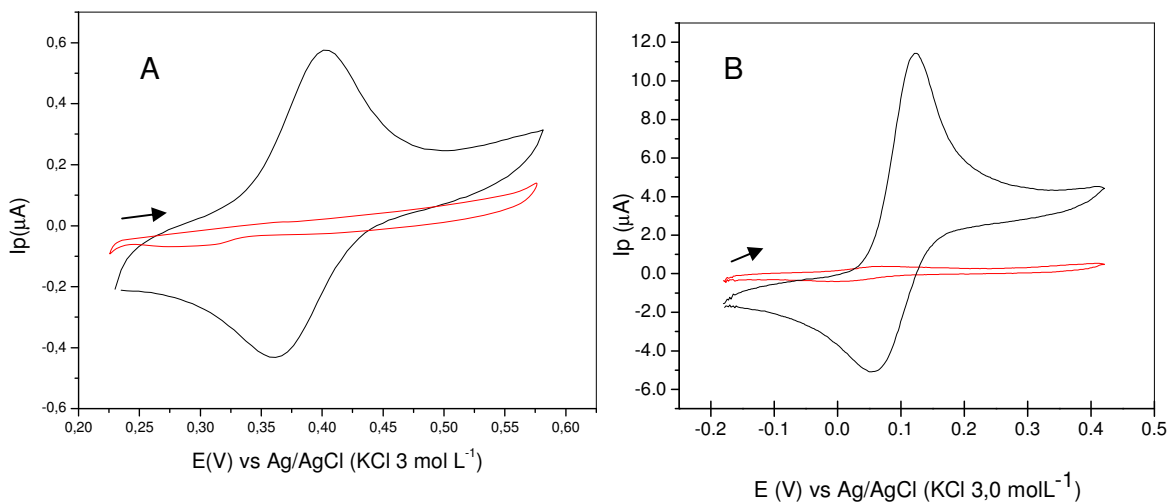 A
Ip(μA)
0,6
0,4
0,2
0,0
-0,2
-0,4
-0,6
0,20 0,25 0,30 0,35 0,40 0,45 0,50 0,55 0,60
E(V) vs Ag/AgCl (KCl 3 mol L⁻¹)
B
Ip (μA)
12.0
10.0
8.0
6.0
4.0
2.0
0.0
-2.0
-4.0
-6.0
-0.2 -0.1 0.0 0.1 0.2 0.3 0.4 0.5
E (V) vs Ag/AgCl (KCl 3,0 molL⁻¹)